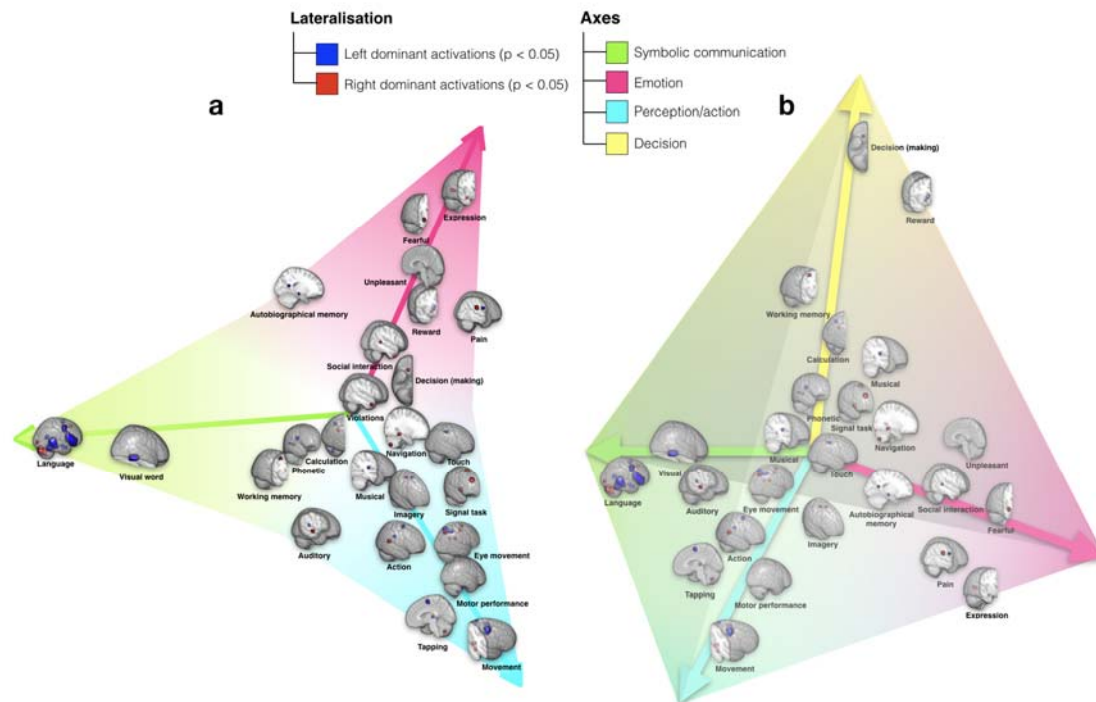 Lateralisation
Left dominant activations (p < 0.05)
Right dominant activations (p < 0.05)
Axes
Symbolic communication
Emotion
Perception/action
Decision
a
Expression
Fearful
Unpleasant
Autobiographical memory
Reward
Pain
Social interaction
Decision (making)
Violations
Language
Visual word
Calculation
Phonetic
Navigation
Touch
Working memory
Musical
Imagery
Signal task
Auditory
Action
Eye movement
Motor performance
Tapping
Movement
b
Decision (making)
Reward
Working memory
Calculation
Musical
Phonetic
Signal task
Navigation
Unpleasant
Visual
Musical
Touch
Language
Auditory
Eye movement
Autobiographical
memory
Social interaction
Fearful
Action
Imagery
Tapping
Motor performance
Pain
Expression
Movement